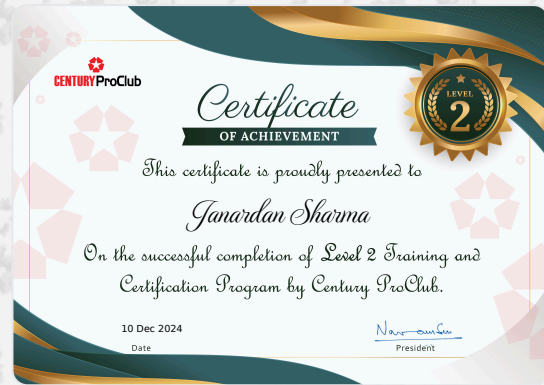 CENTURY ProClub
Certificate
OF ACHIEVEMENT
LEVEL
2
This certificate is proudly presented to
Janardan Sharma
On the successful completion of Level 2 Training and
Certification Program by Century ProClub.
10 Dec 2024
Date
President